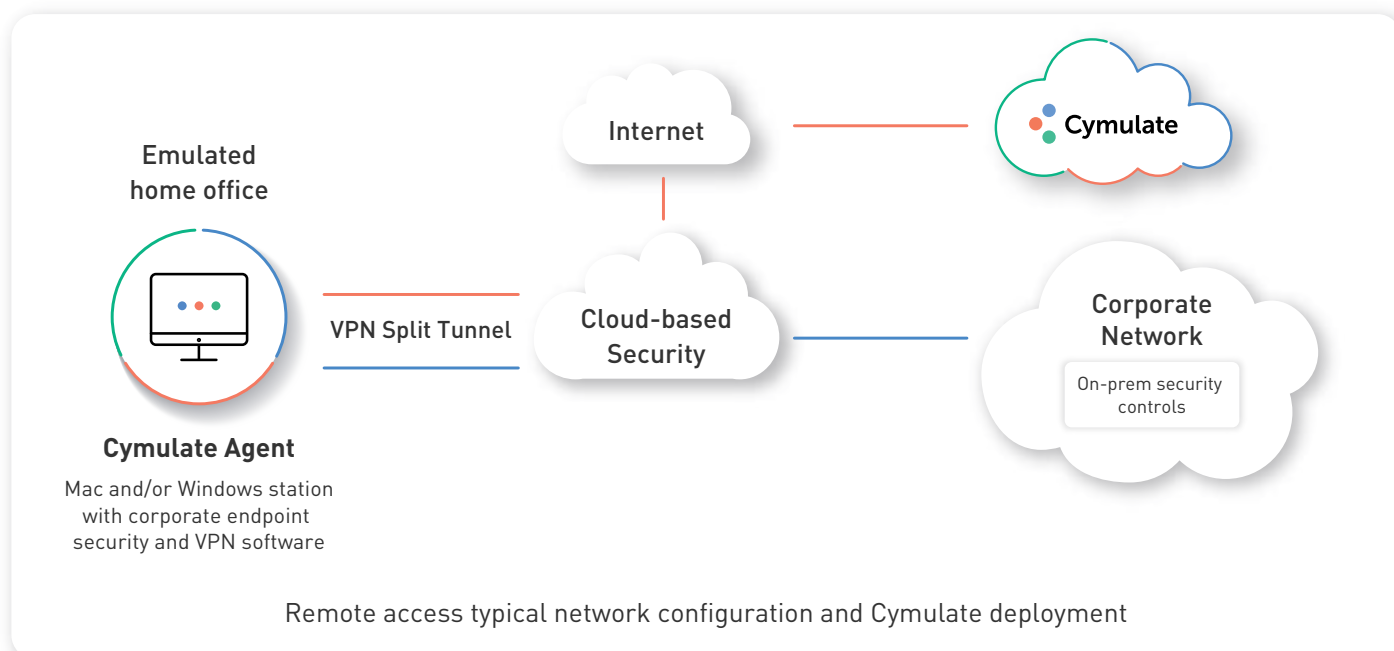 Internet
Cymulate
Emulated
home office
VPN Split Tunnel
Cloud-based
Security
Corporate
Network
On-prem security
controls
Cymulate Agent
Mac and/or Windows station
with corporate endpoint
security and VPN software
Remote access typical network configuration and Cymulate deployment